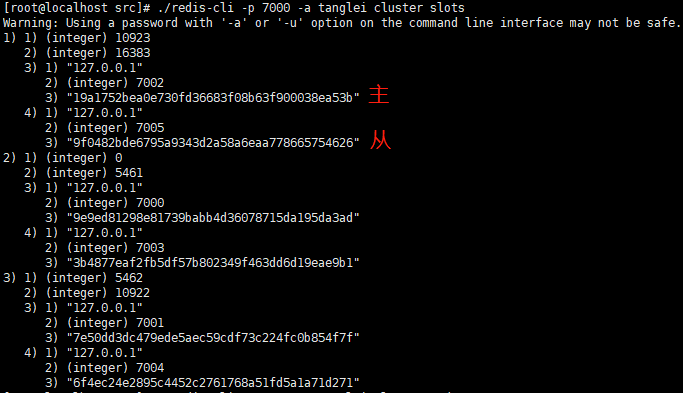 [root@localhost src]# ./redis-cli -p 7000 -a tanglei cluster slots
Warning: Using a password with '-a' or '-u' option on the command line interface may not be safe.
1) 1) (integer) 10923
   2) (integer) 16383
   3) 1) "127.0.0.1"
      2) (integer) 7002
      3) "19a1752bea0e730fd36683f08b63f900038ea53b" 主
   4) 1) "127.0.0.1"
      2) (integer) 7005
      3) "9f0482bde6795a9343d2a58a6eaa778665754626" 从
2) 1) (integer) 0
   2) (integer) 5461
   3) 1) "127.0.0.1"
      2) (integer) 7000
      3) "9e9ed81298e81739babb4d36078715da195da3ad"
   4) 1) "127.0.0.1"
      2) (integer) 7003
      3) "3b4877eaf2fb5df57b802349f463dd6d19eae9b1"
3) 1) (integer) 5462
   2) (integer) 10922
   3) 1) "127.0.0.1"
      2) (integer) 7001
      3) "7e50dd3dc479ede5aec59cdf73c224fc0b854f7f"
   4) 1) "127.0.0.1"
      2) (integer) 7004
      3) "6f4ec24e2895c4452c2761768a51fd5a1a71d271"